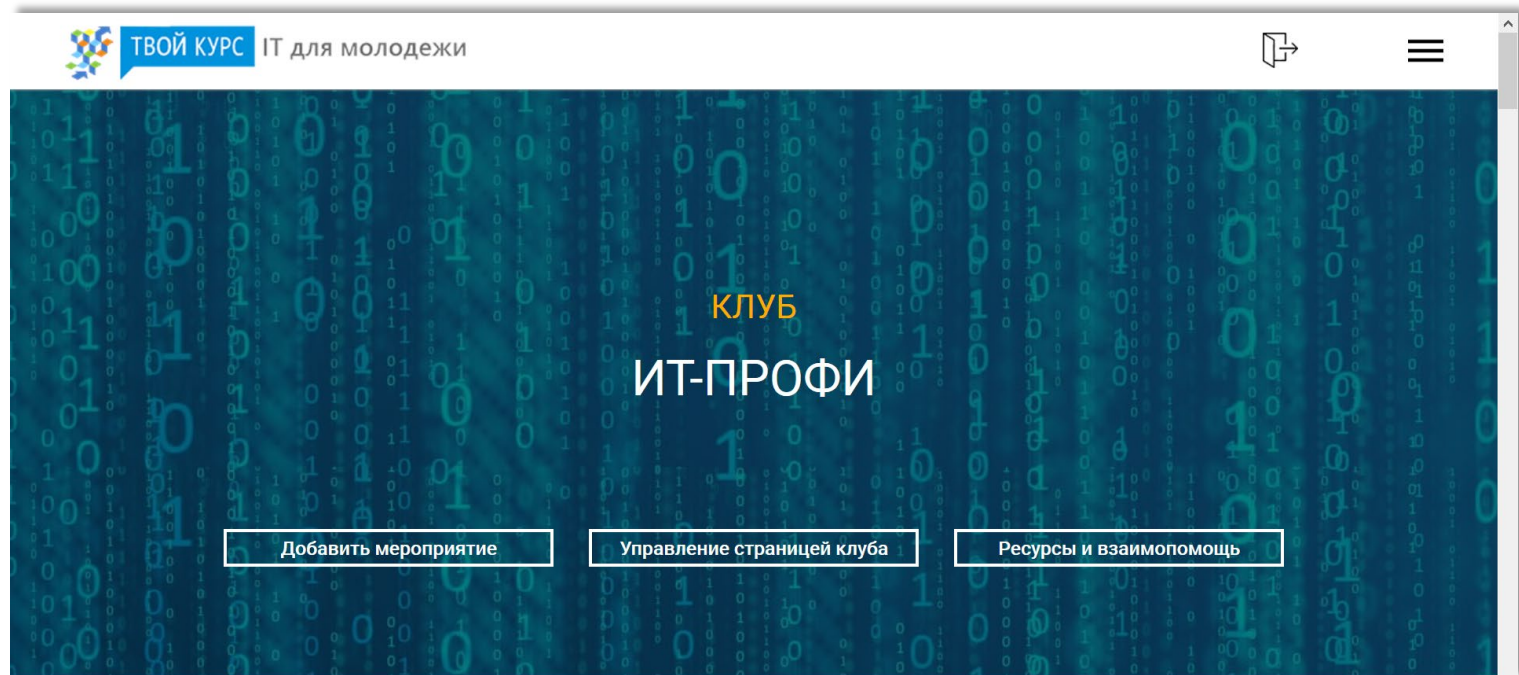 ТВОЙ КУРС IT для молодежи
КЛУБ
ИТ-ПРОФИ
Добавить мероприятие
Управление страницей клуба
Ресурсы и взаимопомощь